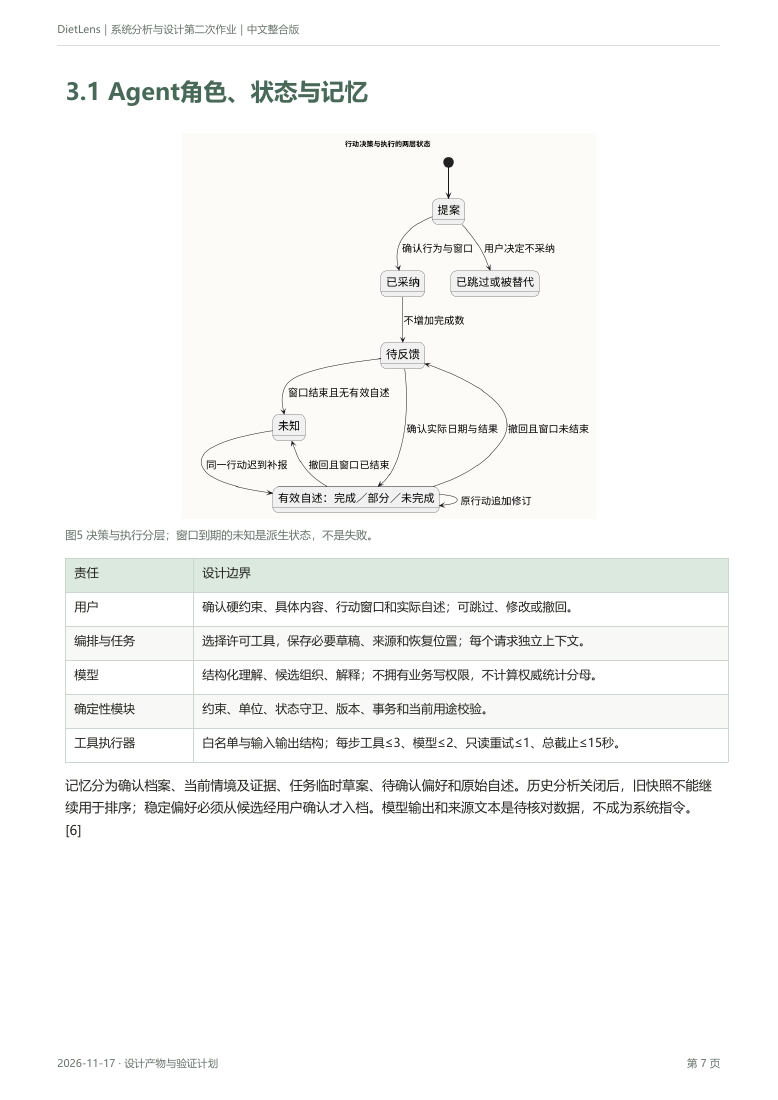 DietLens | 系统分析与设计第二次作业 | 中文整合版
3.1 Agent角色、状态与记忆
行动决策与执行的两层状态
提案
确认行为与窗口
用户决定不采纳
已采纳
已跳过或被替代
不增加完成数
待反馈
窗口结束且无有效自述
未知
确认实际日期与结果
撤回且窗口未结束
同一行动迟到补报
撤回且窗口已结束
有效自述：完成／部分／未完成
原行动追加修订
图5 决策与执行分层；窗口到期的未知是派生状态，不是失败。
责任 设计边界
用户 确认硬约束、具体内容、行动窗口和实际自述；可跳过、修改或撤回。
编排与任务 选择许可工具，保存必要草稿、来源和恢复位置；每个请求独立上下文。
模型 结构化理解、候选组织、解释；不拥有业务写权限，不计算权威统计分母。
确定性模块 约束、单位、状态守卫、版本、事务和当前用途校验。
工具执行器 白名单与输入输出结构；每步工具≤3、模型≤2、只读重试≤1、总截止≤15秒。
记忆分为确认档案、当前情境及证据、任务临时草案、待确认偏好和原始自述。历史分析关闭后，旧快照不能继
续用于排序；稳定偏好必须从候选经用户确认才入档。模型输出和来源文本是待核对数据，不成为系统指令。
[6]
2026-11-17 · 设计产物与验证计划
第 7 页